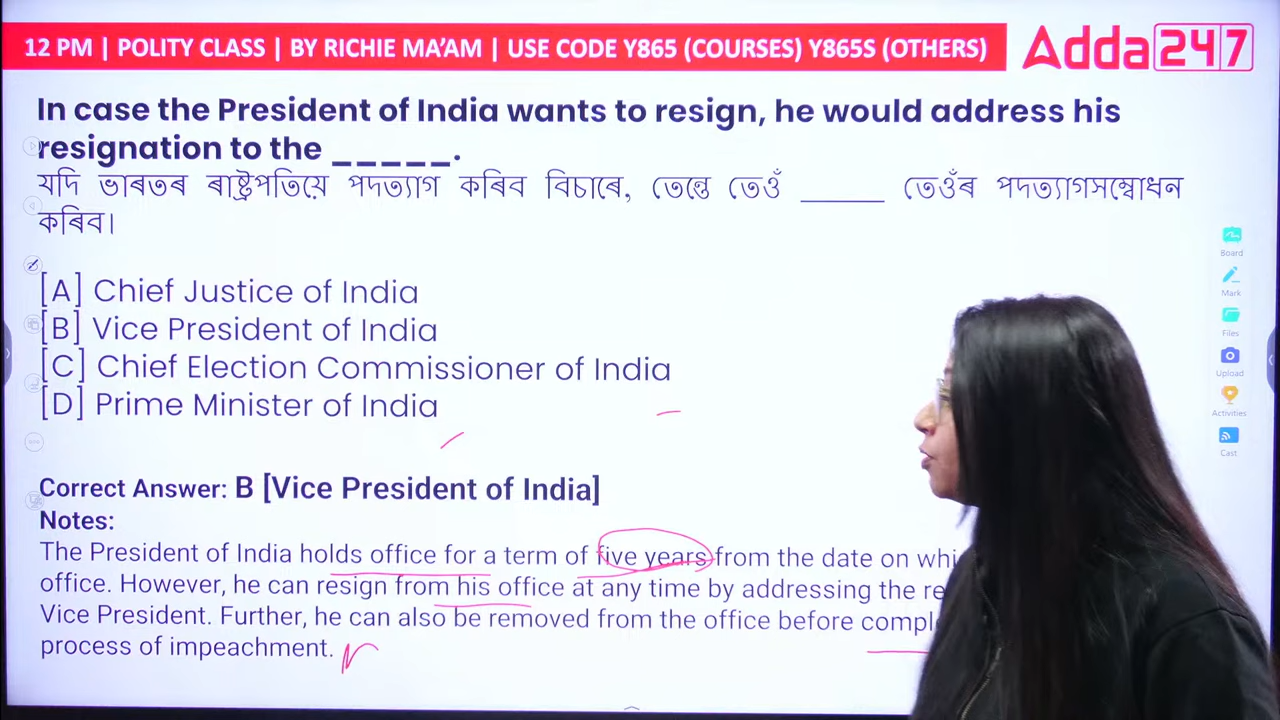 12 PM | POLITY CLASS | BY RICHIE MA'AM | USE CODE Y865 (COURSES) Y865S (OTHERS)
Adda247
In case the President of India wants to resign, he would address his
resignation to the _____.
যদি ভাৰতৰ ৰাষ্ট্ৰপতিয়ে পদত্যাগ কৰিব বিচাৰে, তেন্তে তেওঁ _____ তেওঁৰ পদত্যাগসম্বোধন
কৰিব।
[A] Chief Justice of India
[B] Vice President of India
[C] Chief Election Commissioner of India
[D] Prime Minister of India
Correct Answer: B [Vice President of India]
Notes:
The President of India holds office for a term of five years from the date on
office. However, he can resign from his office at any time by addressing the
Vice President. Further, he can also be removed from the office before
process of impeachment.
Board
Mark
Files
Upload
Activities
Cast